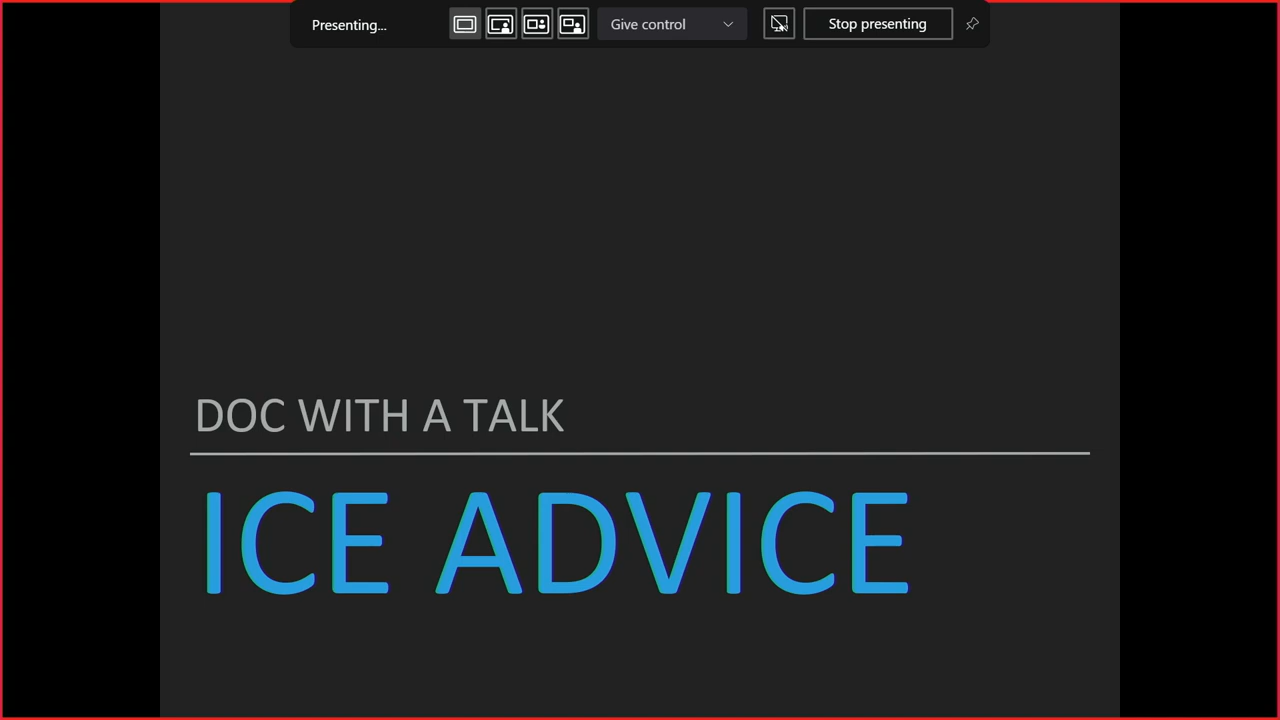 Presenting...
Give control
Stop presenting
DOC WITH A TALK
ICE ADVICE